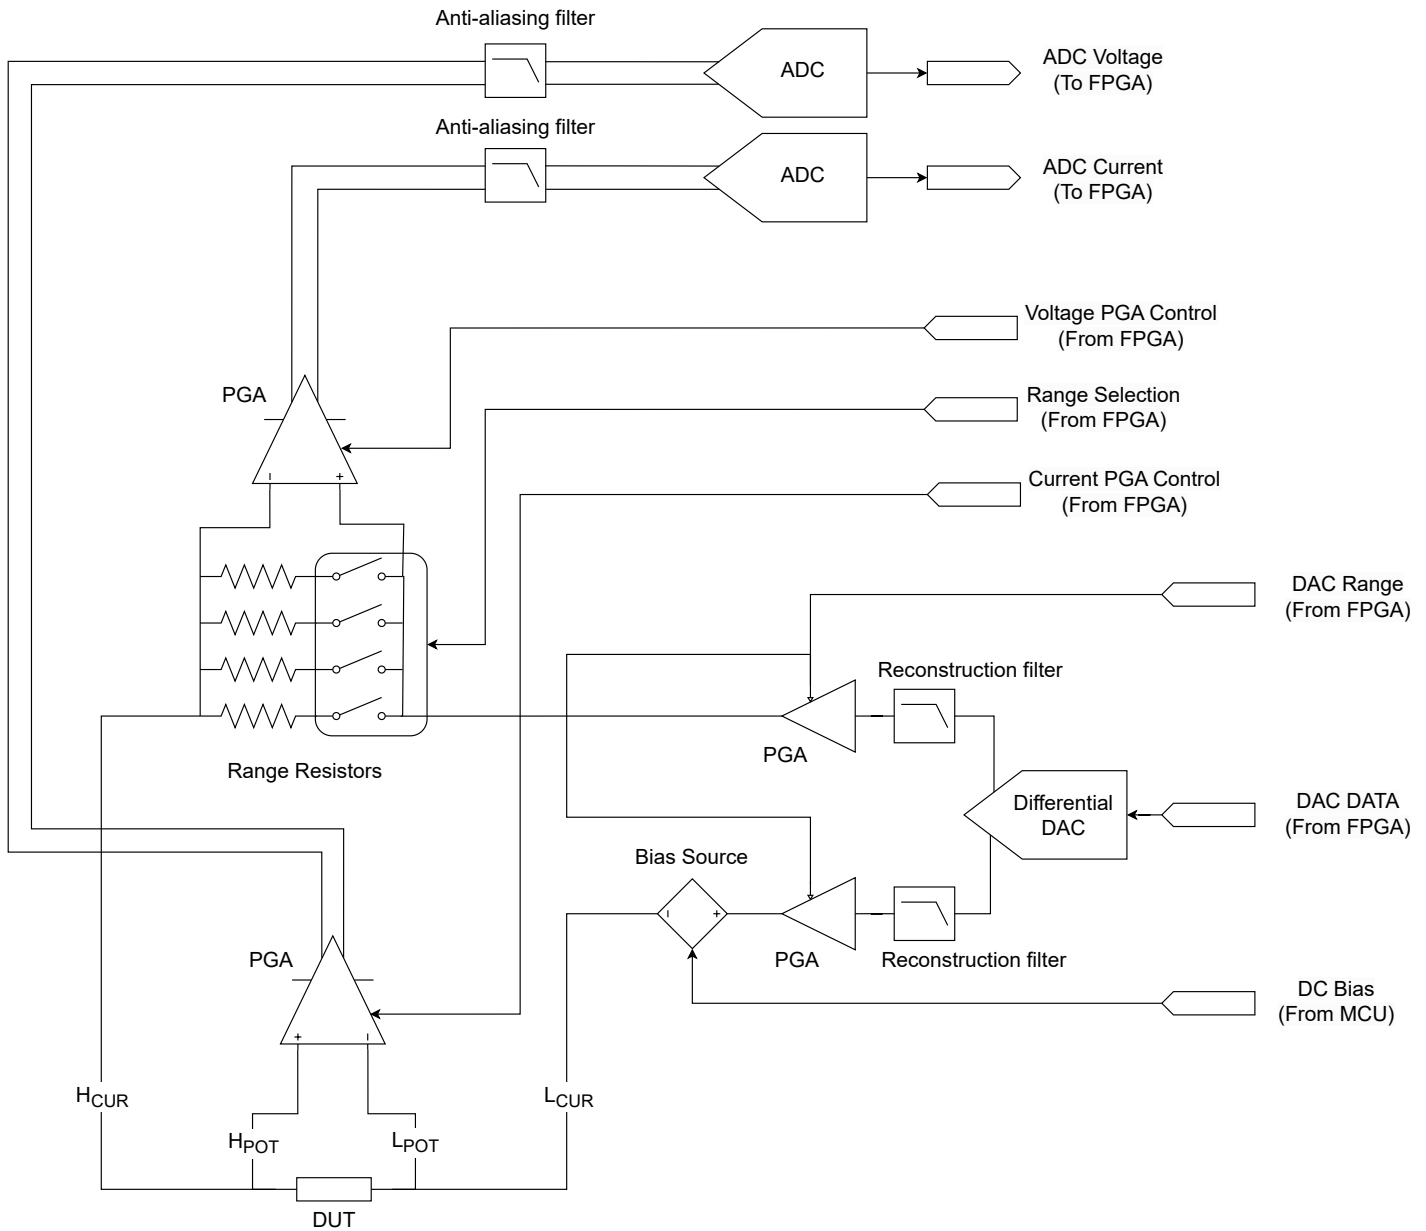 Anti-aliasing filter
ADC
ADC Voltage
(To FPGA)
Anti-aliasing filter
ADC
ADC Current
(To FPGA)
Voltage PGA Control
(From FPGA)
PGA
Range Selection
(From FPGA)
- +
Current PGA Control
(From FPGA)
DAC Range
(From FPGA)
Reconstruction filter
PGA
Range Resistors
Differential
DAC
DAC DATA
(From FPGA)
Bias Source
- +
PGA
PGA
Reconstruction filter
DC Bias
(From MCU)
+ -
HCUR
LCUR
HPOT
LPOT
DUT